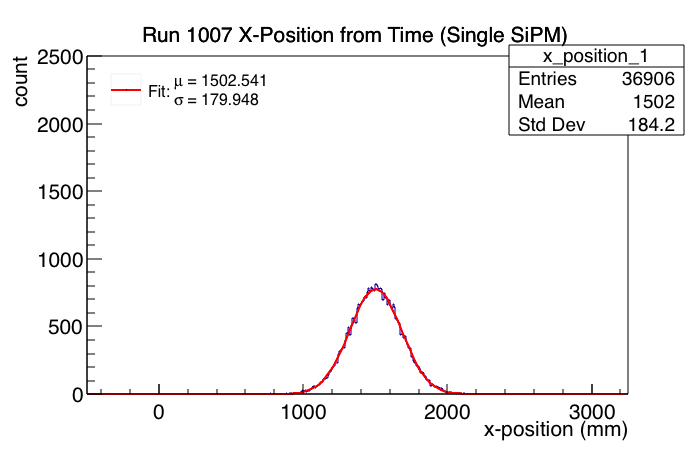 Run 1007 X-Position from Time (Single SiPM)
x_position_1
Entries 36906
Mean 1502
Std Dev 184.2
Fit: μ = 1502.541
σ = 179.948
count
2500
2000
1500
1000
500
0
0 1000 2000 3000
x-position (mm)